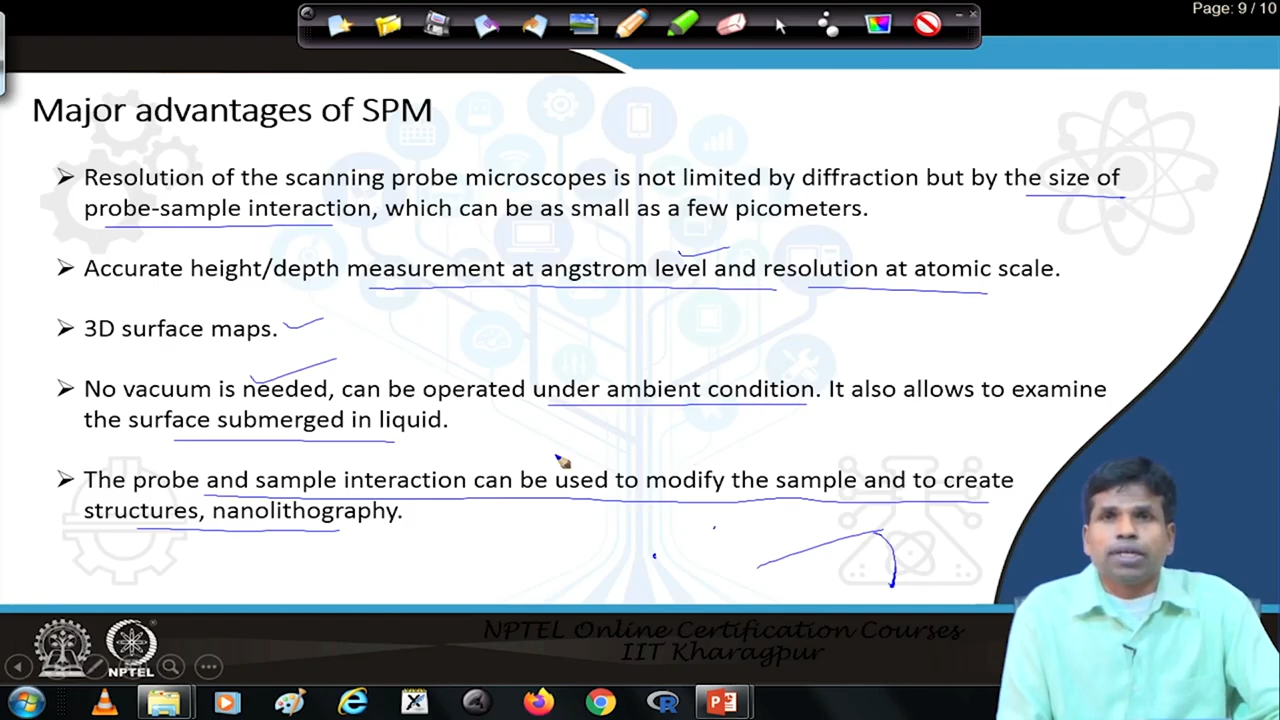 Page: 9 / 10
Major advantages of SPM
➢ Resolution of the scanning probe microscopes is not limited by diffraction but by the size of
probe-sample interaction, which can be as small as a few picometers.
➢ Accurate height/depth measurement at angstrom level and resolution at atomic scale.
➢ 3D surface maps.
➢ No vacuum is needed, can be operated under ambient condition. It also allows to examine
the surface submerged in liquid.
➢ The probe and sample interaction can be used to modify the sample and to create
structures, nanolithography.
NPTEL Online Certification Courses
IIT Kharagpur
NPTEL